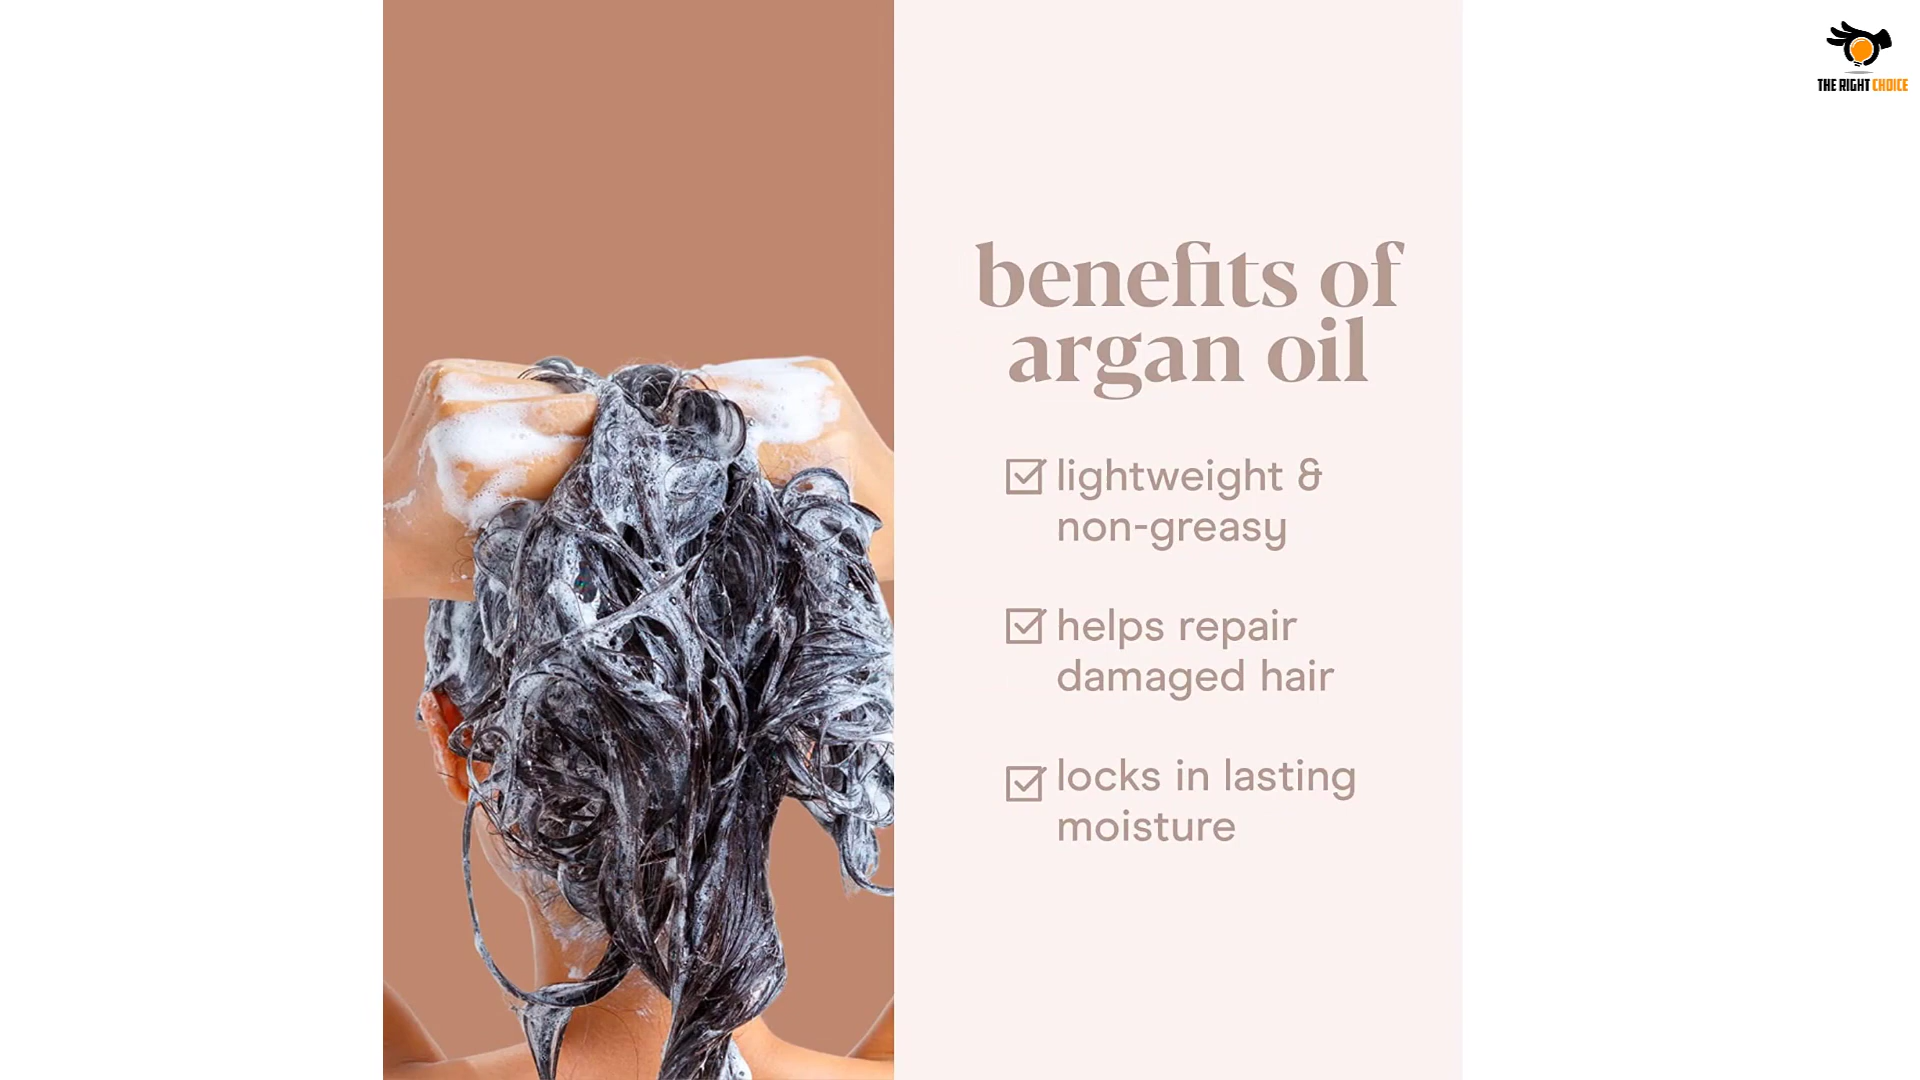 THE RIGHT CHOICE
benefits of
argan oil
lightweight &
non-greasy
helps repair
damaged hair
locks in lasting
moisture